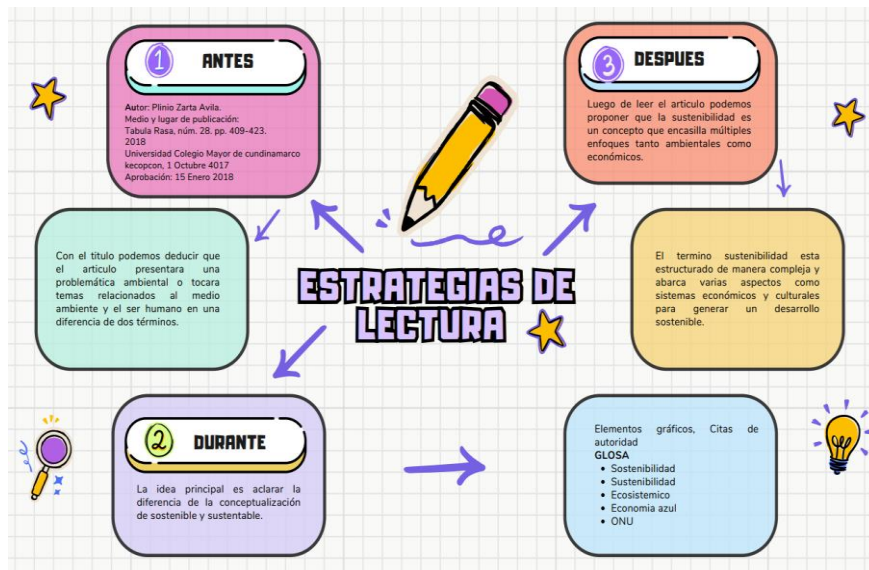 ESTRATEGIAS DE
LECTURA
1
ANTES
Autor: Plinio Zarta Avila.
Medio y lugar de publicación:
Tabula Rasa, núm. 28. pp. 409-423.
2018
Universidad Colegio Mayor de cundinamarco
kecopcon, 1 Octubre 4017
Aprobación: 15 Enero 2018
Con el titulo podemos deducir que
el articulo presentara una
problemática ambiental o tocara
temas relacionados al medio
ambiente y el ser humano en una
diferencia de dos términos.
2
DURANTE
La idea principal es aclarar la
diferencia de la conceptualización
de sostenible y sustentable.
Elementos gráficos, Citas de
autoridad
GLOSA
• Sostenibilidad
• Sustenibilidad
• Ecosistemico
• Economia azul
• ONU
3
DESPUES
Luego de leer el articulo podemos
proponer que la sustenibilidad es
un concepto que encasilla múltiples
enfoques tanto ambientales como
económicos.
El termino sustenibilidad esta
estructurado de manera compleja y
abarca varias aspectos como
sistemas económicos y culturales
para generar un desarrollo
sostenible.